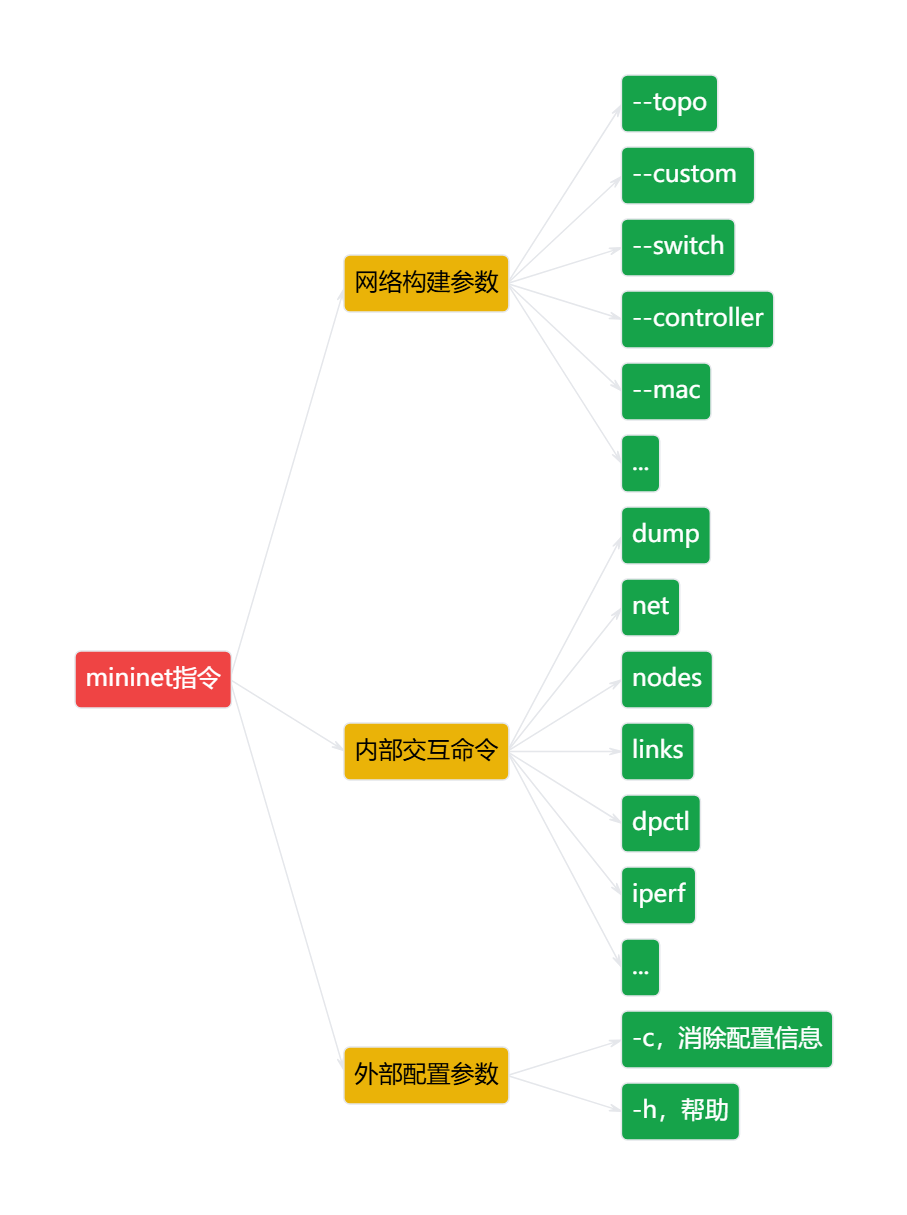 mininet指令
网络构建参数
--topo
--custom
--switch
--controller
--mac
...
内部交互命令
dump
net
nodes
links
dpctl
iperf
...
外部配置参数
-c，消除配置信息
-h，帮助